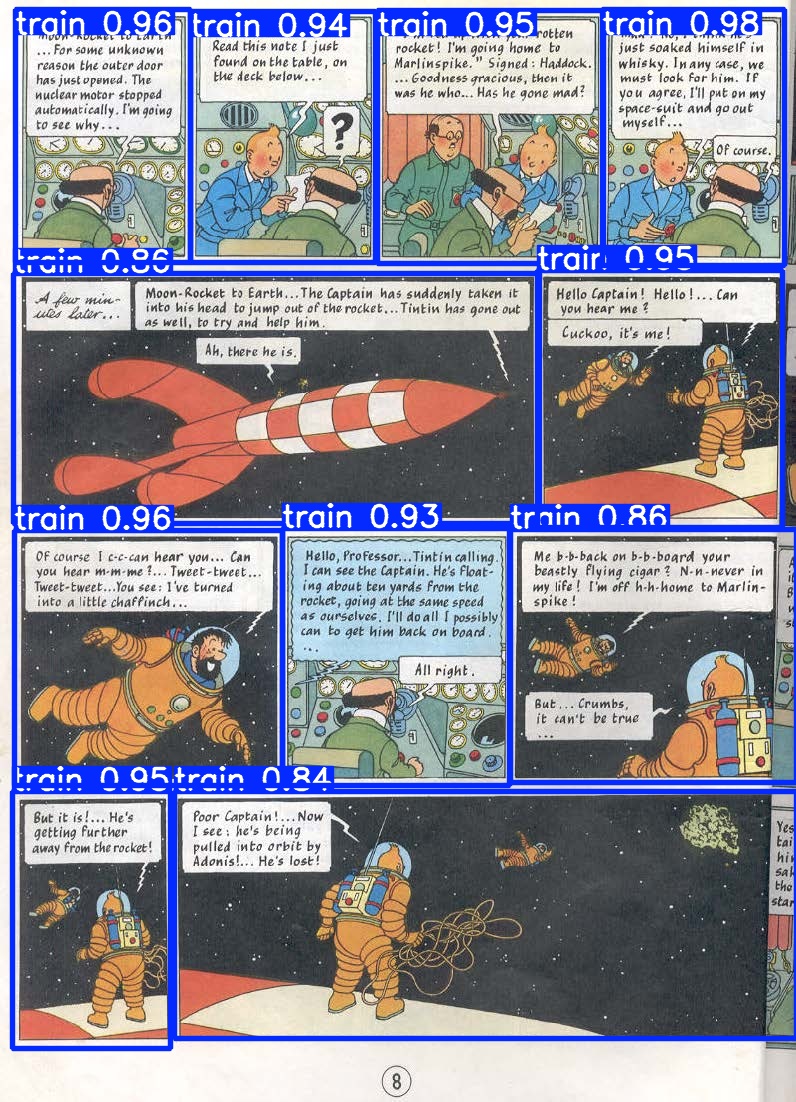 train 0.96
Moon-Rocket to Earth
... For some unknown
reason the outer door
has just opened. The
nuclear motor stopped
automatically. I'm going
to see why...
train 0.94
Read this note I just
found on the table, on
the deck below...
?
train 0.95
rotten
rocket! I'm going home to
Marlinspike." Signed: Haddock.
... Goodness gracious, then it
was he who... Has he gone mad?
train 0.98
just soaked himself in
whisky. In any case, we
must look for him. If
you agree, I'll put on my
space-suit and go out
myself...
Of course.
train 0.86
A few min-
utes later...
Moon-Rocket to Earth... The Captain has suddenly taken it
into his head to jump out of the rocket... Tintin has gone out
as well, to try and help him.
Ah, there he is.
train 0.95
Hello Captain! Hello!... Can
you hear me?
Cuckoo, it's me!
train 0.96
Of course I c-c-can hear you... Can
you hear m-m-me?... Tweet-tweet...
Tweet-tweet... You see: I've turned
into a little chaffinch...
train 0.93
Hello, Professor... Tintin calling.
I can see the Captain. He's float-
ing about ten yards from the
rocket, going at the same speed
as ourselves. I'll do all I possibly
can to get him back on board.
...
All right.
train 0.86
Me b-b-back on b-b-board your
beastly flying cigar? N-n-never in
my life! I'm off h-h-home to Marlin-
spike!
But... Crumbs,
it can't be true
...
train 0.95
But it is!... He's
getting further
away from the rocket!
train 0.84
Poor Captain!... Now
I see: he's being
pulled into orbit by
Adonis!... He's lost!
Yes
tai
hi
sak
the
star
8